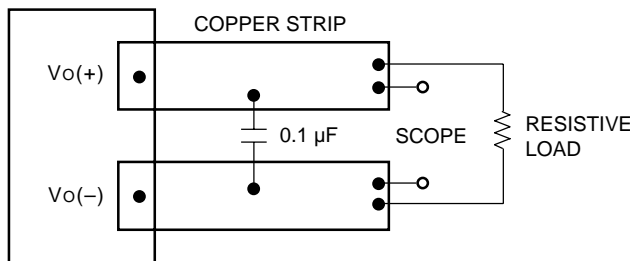 COPPER STRIP
VO(+)
0.1 µF
SCOPE
RESISTIVE
LOAD
VO(–)